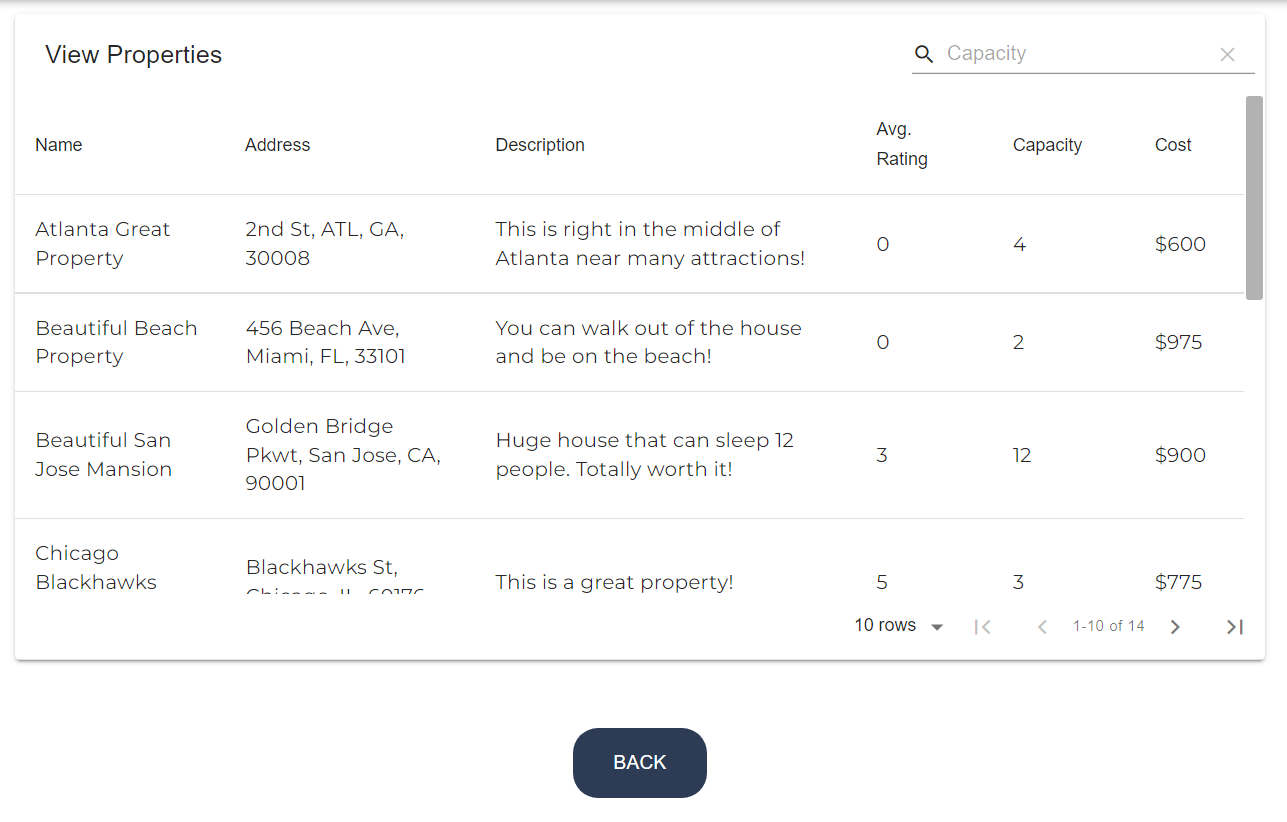 View Properties
Capacity
Name Address Description Avg. Rating Capacity Cost
Atlanta Great 2nd St, ATL, GA, This is right in the middle of
Property 30008 Atlanta near many attractions! 0 4 $600
Beautiful Beach 456 Beach Ave, You can walk out of the house
Property Miami, FL, 33101 and be on the beach! 0 2 $975
Beautiful San Golden Bridge Huge house that can sleep 12
Jose Mansion Pkwt, San Jose, CA, people. Totally worth it! 3 12 $900
90001
Chicago Blackhawks St,
Blackhawks This is a great property! 5 3 $775
10 rows 1-10 of 14
BACK